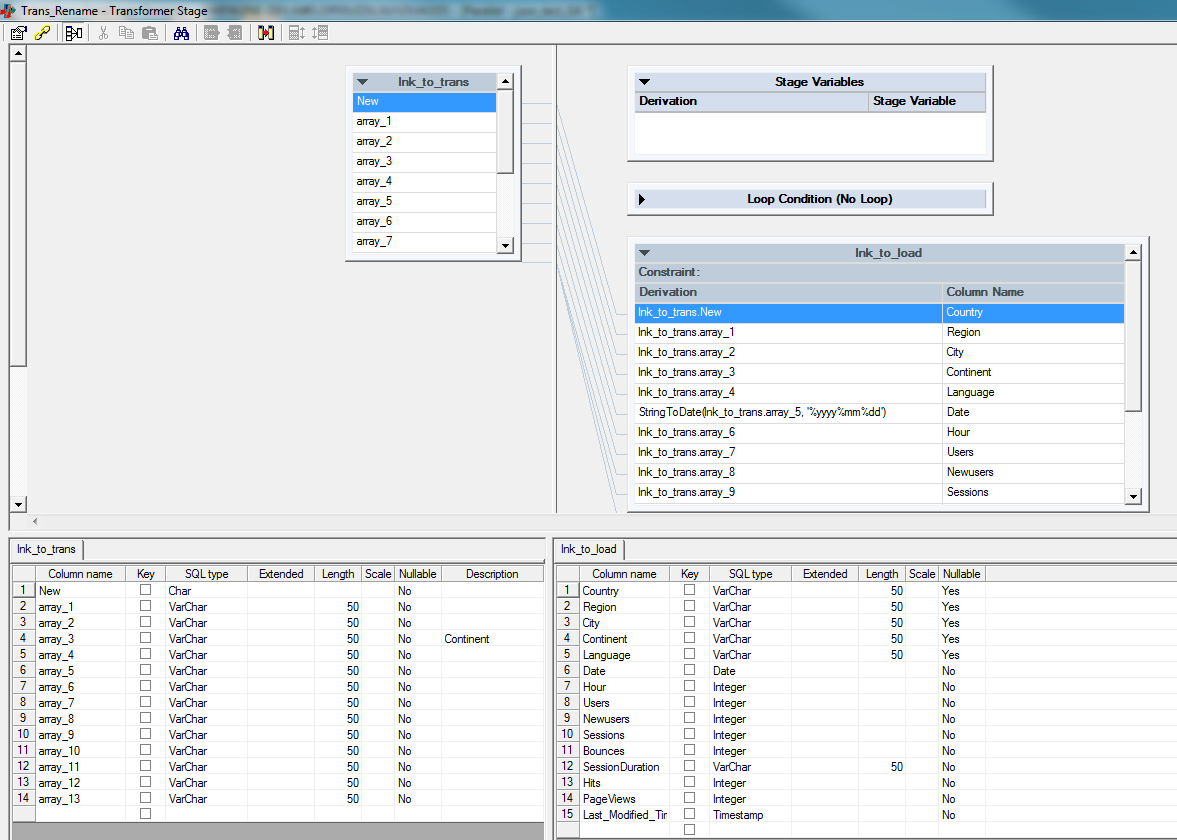 Trans_Rename - Transformer Stage
lnk_to_trans
New
array_1
array_2
array_3
array_4
array_5
array_6
array_7
Stage Variables
Derivation Stage Variable
Loop Condition (No Loop)
lnk_to_load
Constraint:
Derivation Column Name
lnk_to_trans.New Country
lnk_to_trans.array_1 Region
lnk_to_trans.array_2 City
lnk_to_trans.array_3 Continent
lnk_to_trans.array_4 Language
StringToDate(lnk_to_trans.array_5, '%yyyy%mm%dd') Date
lnk_to_trans.array_6 Hour
lnk_to_trans.array_7 Users
lnk_to_trans.array_8 Newusers
lnk_to_trans.array_9 Sessions
lnk_to_trans
Column name Key SQL type Extended Length Scale Nullable Description
1 New Char No
2 array_1 VarChar 50 No
3 array_2 VarChar 50 No
4 array_3 VarChar 50 No Continent
5 array_4 VarChar 50 No
6 array_5 VarChar 50 No
7 array_6 VarChar 50 No
8 array_7 VarChar 50 No
9 array_8 VarChar 50 No
10 array_9 VarChar 50 No
11 array_10 VarChar 50 No
12 array_11 VarChar 50 No
13 array_12 VarChar 50 No
14 array_13 VarChar 50 No
lnk_to_load
Column name Key SQL type Extended Length Scale Nullable
1 Country VarChar 50 Yes
2 Region VarChar 50 Yes
3 City VarChar 50 Yes
4 Continent VarChar 50 Yes
5 Language VarChar 50 Yes
6 Date Date No
7 Hour Integer No
8 Users Integer No
9 Newusers Integer No
10 Sessions Integer No
11 Bounces Integer No
12 SessionDuration VarChar 50 No
13 Hits Integer No
14 PageViews Integer No
15 Last_Modified_Tir Timestamp No